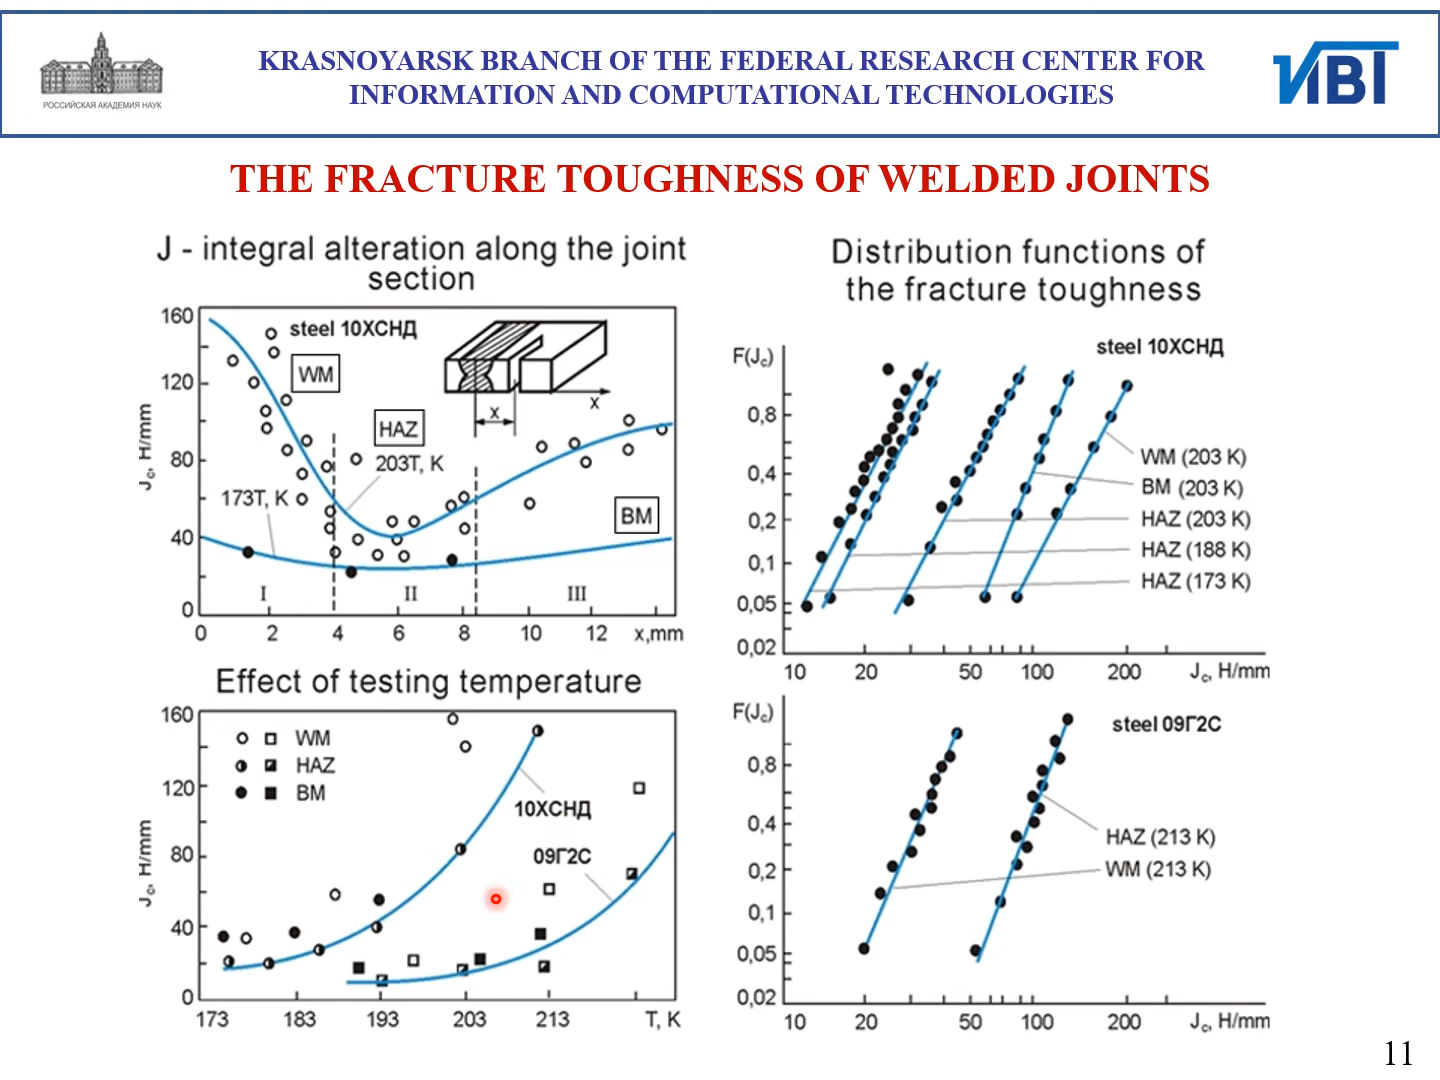 РОССИЙСКАЯ АКАДЕМИЯ НАУК
KRASNOYARSK BRANCH OF THE FEDERAL RESEARCH CENTER FOR
INFORMATION AND COMPUTATIONAL TECHNOLOGIES
ИВТ
THE FRACTURE TOUGHNESS OF WELDED JOINTS
J - integral alteration along the joint
section
160
120
80
40
0
Jc, H/mm
steel 10ХСНД
WM
HAZ
203T, K
173T, K
BM
x
x
I
II
III
0 2 4 6 8 10 12 x,mm
Effect of testing temperature
160
120
80
40
0
Jc, H/mm
WM
HAZ
BM
10ХСНД
09Г2С
173 183 193 203 213 T, K
Distribution functions of
the fracture toughness
F(Jc)
steel 10ХСНД
0,8
0,4
0,2
0,1
0,05
0,02
WM (203 K)
BM (203 K)
HAZ (203 K)
HAZ (188 K)
HAZ (173 K)
10 20 50 100 200 Jc, H/mm
F(Jc)
steel 09Г2С
0,8
0,4
0,2
0,1
0,05
0,02
HAZ (213 K)
WM (213 K)
10 20 50 100 200 Jc, H/mm
11